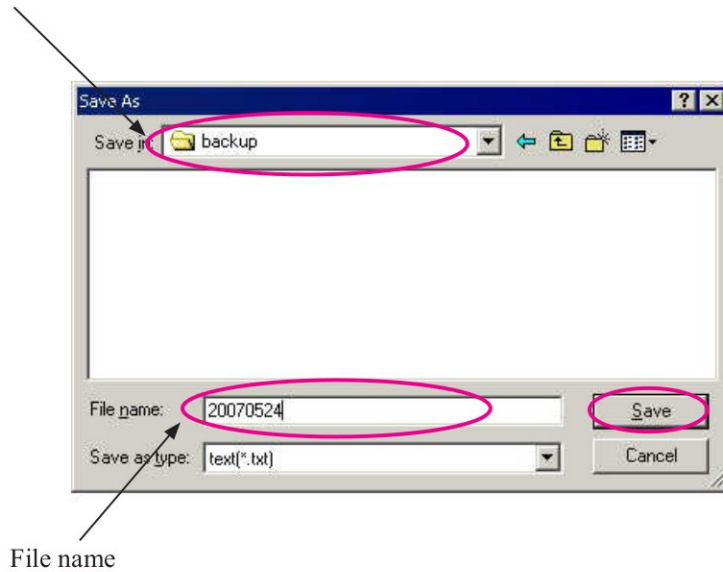 Save As
Save in: backup
File name: 20070524
Save
Save as type: text(*.txt)
Cancel
File name